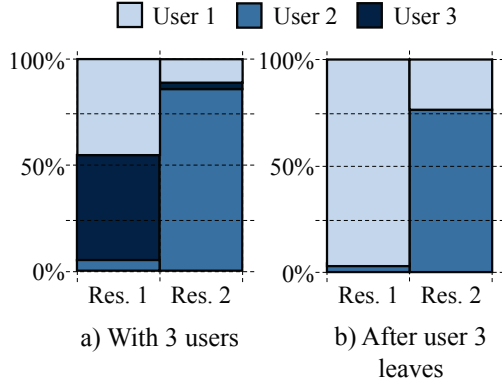 User 1 User 2 User 3
100% 100%
50% 50%
0% 0%
Res. 1 Res. 2 Res. 1 Res. 2
a) With 3 users
b) After user 3
leaves